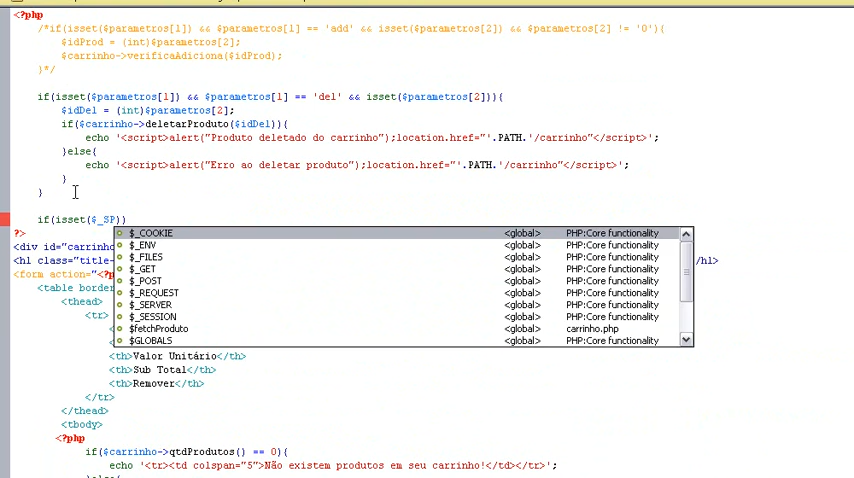 <?php
/*if(isset($parametros[1]) && $parametros[1] == 'add' && isset($parametros[2]) && $parametros[2] != '0'){
$idProd = (int)$parametros[2];
$carrinho->verificaAdiciona($idProd);
}*/
if(isset($parametros[1]) && $parametros[1] == 'del' && isset($parametros[2])){
$idDel = (int)$parametros[2];
if($carrinho->deletarProduto($idDel)){
echo '<script>alert("Produto deletado do carrinho");location.href="'.PATH.'/carrinho"</script>';
}else{
echo '<script>alert("Erro ao deletar produto");location.href="'.PATH.'/carrinho"</script>';
}
}
if(isset($_SP))
?>
$_COOKIE <global> PHP:Core functionality
<div id="carrinho
$_ENV <global> PHP:Core functionality
$_FILES <global> PHP:Core functionality
<h1 class="title- /h1>
$_GET <global> PHP:Core functionality
<form action="<?p
$_POST <global> PHP:Core functionality
<table border
$_REQUEST <global> PHP:Core functionality
<thead>
$_SERVER <global> PHP:Core functionality
<tr>
$_SESSION <global> PHP:Core functionality
$fetchProduto <global> carrinho.php
$GLOBALS <global> PHP:Core functionality
<th>Valor Unitário</th>
<th>Sub Total</th>
<th>Remover</th>
</tr>
</thead>
<tbody>
<?php
if($carrinho->qtdProdutos() == 0){
echo '<tr><td colspan="5">Não existem produtos em seu carrinho!</td></tr>';